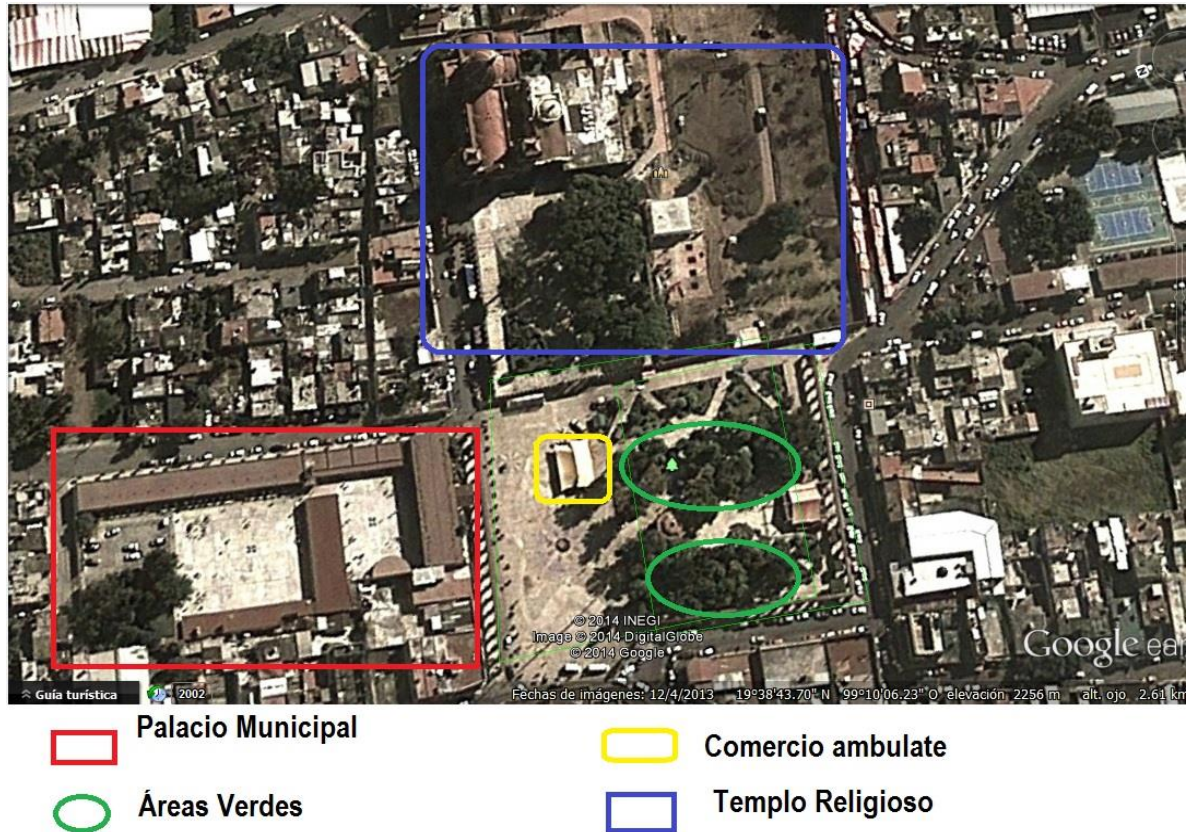 © 2014 INEGI
Image © 2014 DigitalGlobe
© 2014 Google
Google ear
Guía turística
2002
Fechas de imágenes: 12/4/2013 19°38'43.70" N 99°10'06.23" O elevación 2256 m alt. ojo 2.61 km
Palacio Municipal
Comercio ambulate
Áreas Verdes
Templo Religioso